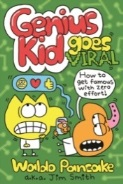 Genius
Kid
goes
VIRAL
How to
get famous
with zero
effort!
Waldo Pancake
a.k.a. Jim Smith